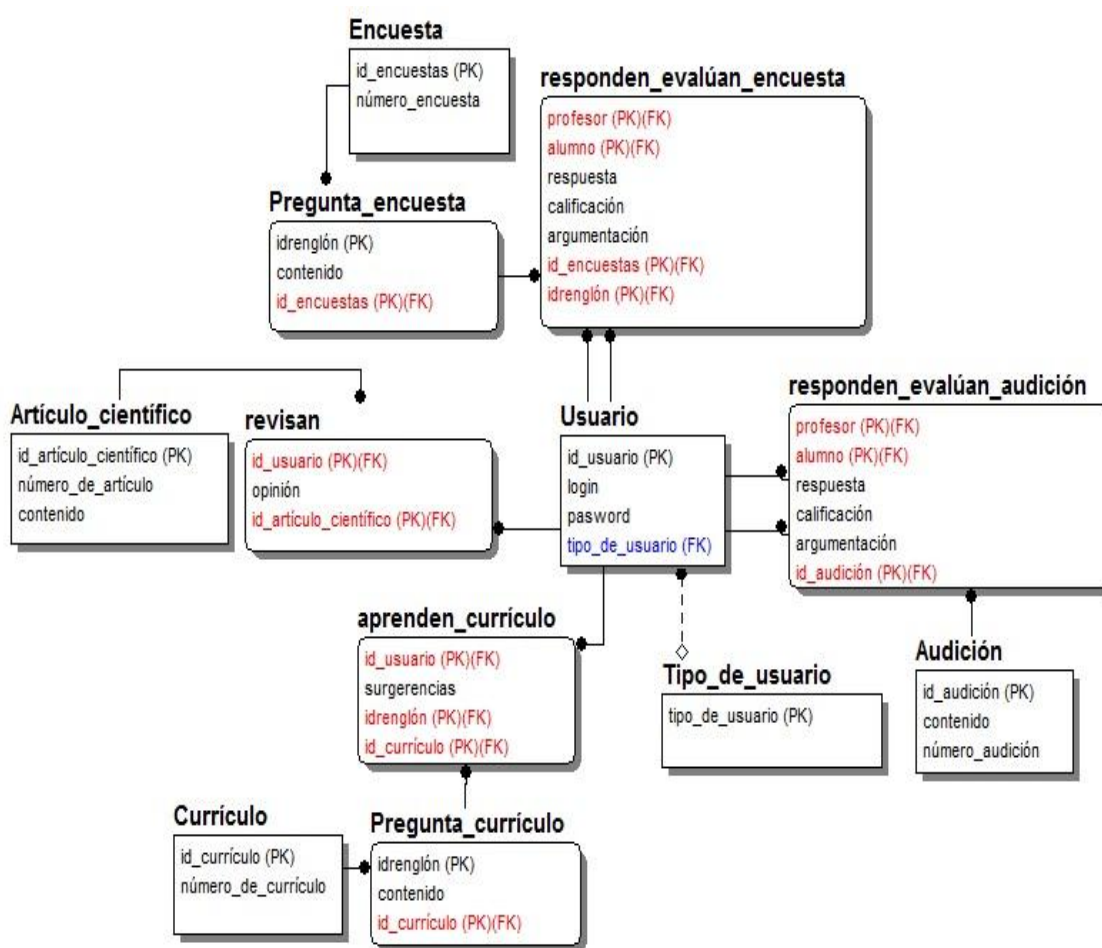 Encuesta
id_encuestas (PK)
número_encuesta
responden_evalúan_encuesta
profesor (PK)(FK)
alumno (PK)(FK)
respuesta
calificación
argumentación
id_encuestas (PK)(FK)
idrenglón (PK)(FK)
Pregunta_encuesta
idrenglón (PK)
contenido
id_encuestas (PK)(FK)
Artículo_científico
id_artículo_científico (PK)
número_de_artículo
contenido
revisan
id_usuario (PK)(FK)
opinión
id_artículo_científico (PK)(FK)
Usuario
id_usuario (PK)
login
pasword
tipo_de_usuario (FK)
responden_evalúan_audición
profesor (PK)(FK)
alumno (PK)(FK)
respuesta
calificación
argumentación
id_audición (PK)(FK)
aprenden_currículo
id_usuario (PK)(FK)
surgerencias
idrenglón (PK)(FK)
id_currículo (PK)(FK)
Tipo_de_usuario
tipo_de_usuario (PK)
Audición
id_audición (PK)
contenido
número_audición
Currículo
id_currículo (PK)
número_de_currículo
Pregunta_currículo
idrenglón (PK)
contenido
id_currículo (PK)(FK)